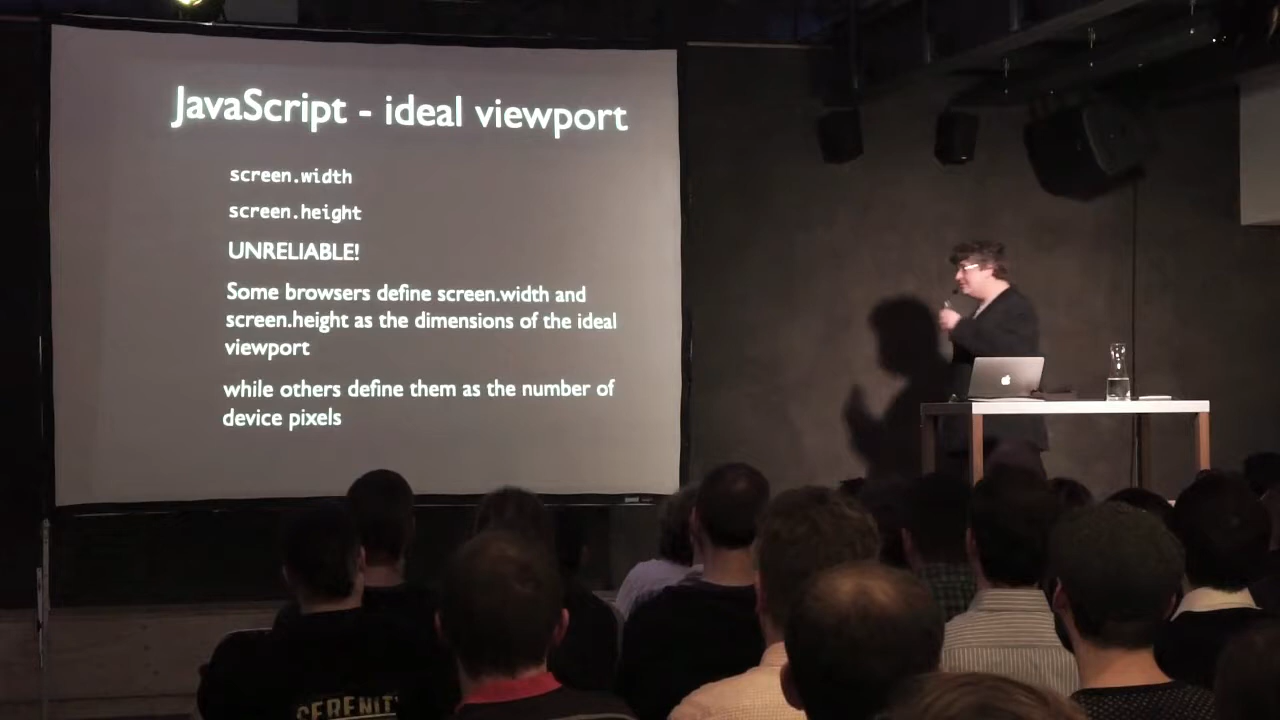 JavaScript - ideal viewport
screen.width
screen.height
UNRELIABLE!
Some browsers define screen.width and
screen.height as the dimensions of the ideal
viewport
while others define them as the number of
device pixels
SERENITY